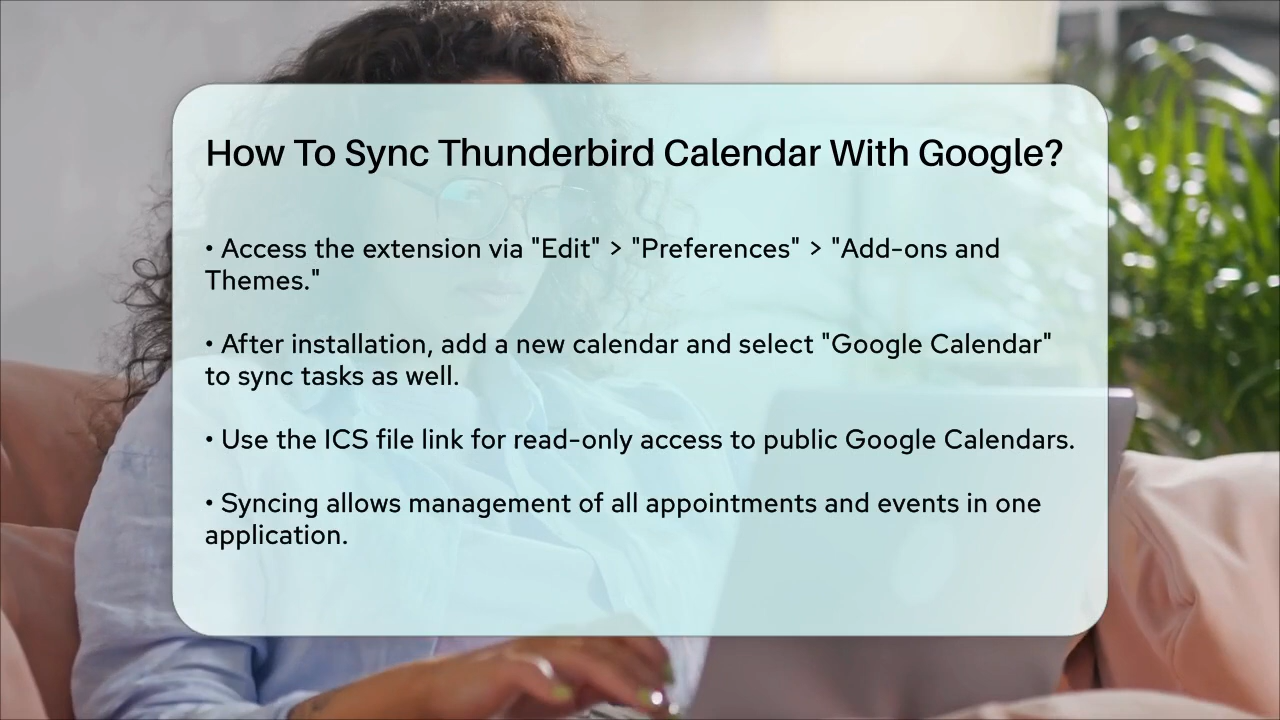 How To Sync Thunderbird Calendar With Google?
• Access the extension via "Edit" > "Preferences" > "Add-ons and
Themes."
• After installation, add a new calendar and select "Google Calendar"
to sync tasks as well.
• Use the ICS file link for read-only access to public Google Calendars.
• Syncing allows management of all appointments and events in one
application.